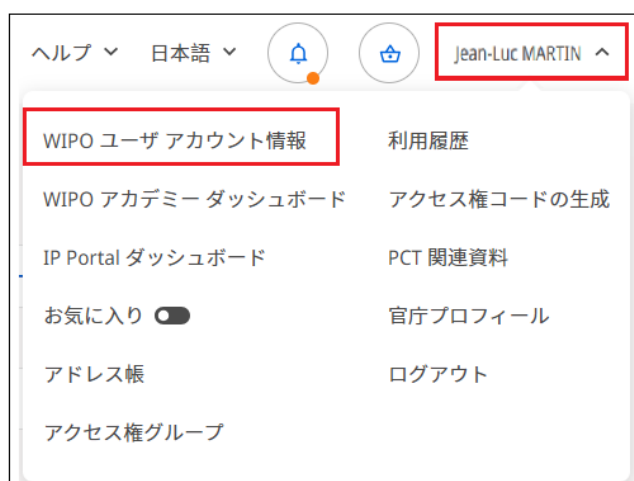 ヘルプ 日本語 Jean-Luc MARTIN
WIPO ユーザ アカウント情報 利用履歴
WIPO アカデミー ダッシュボード アクセス権コードの生成
IP Portal ダッシュボード PCT 関連資料
お気に入り 官庁プロフィール
アドレス帳 ログアウト
アクセス権グループ